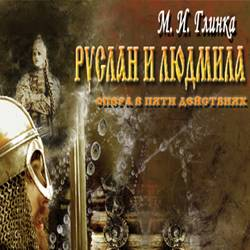 М. И. Глинка
РУСЛАН И ЛЮДМИЛА
ОПЕРА В ПЯТИ ДЕЙСТВИЯХ